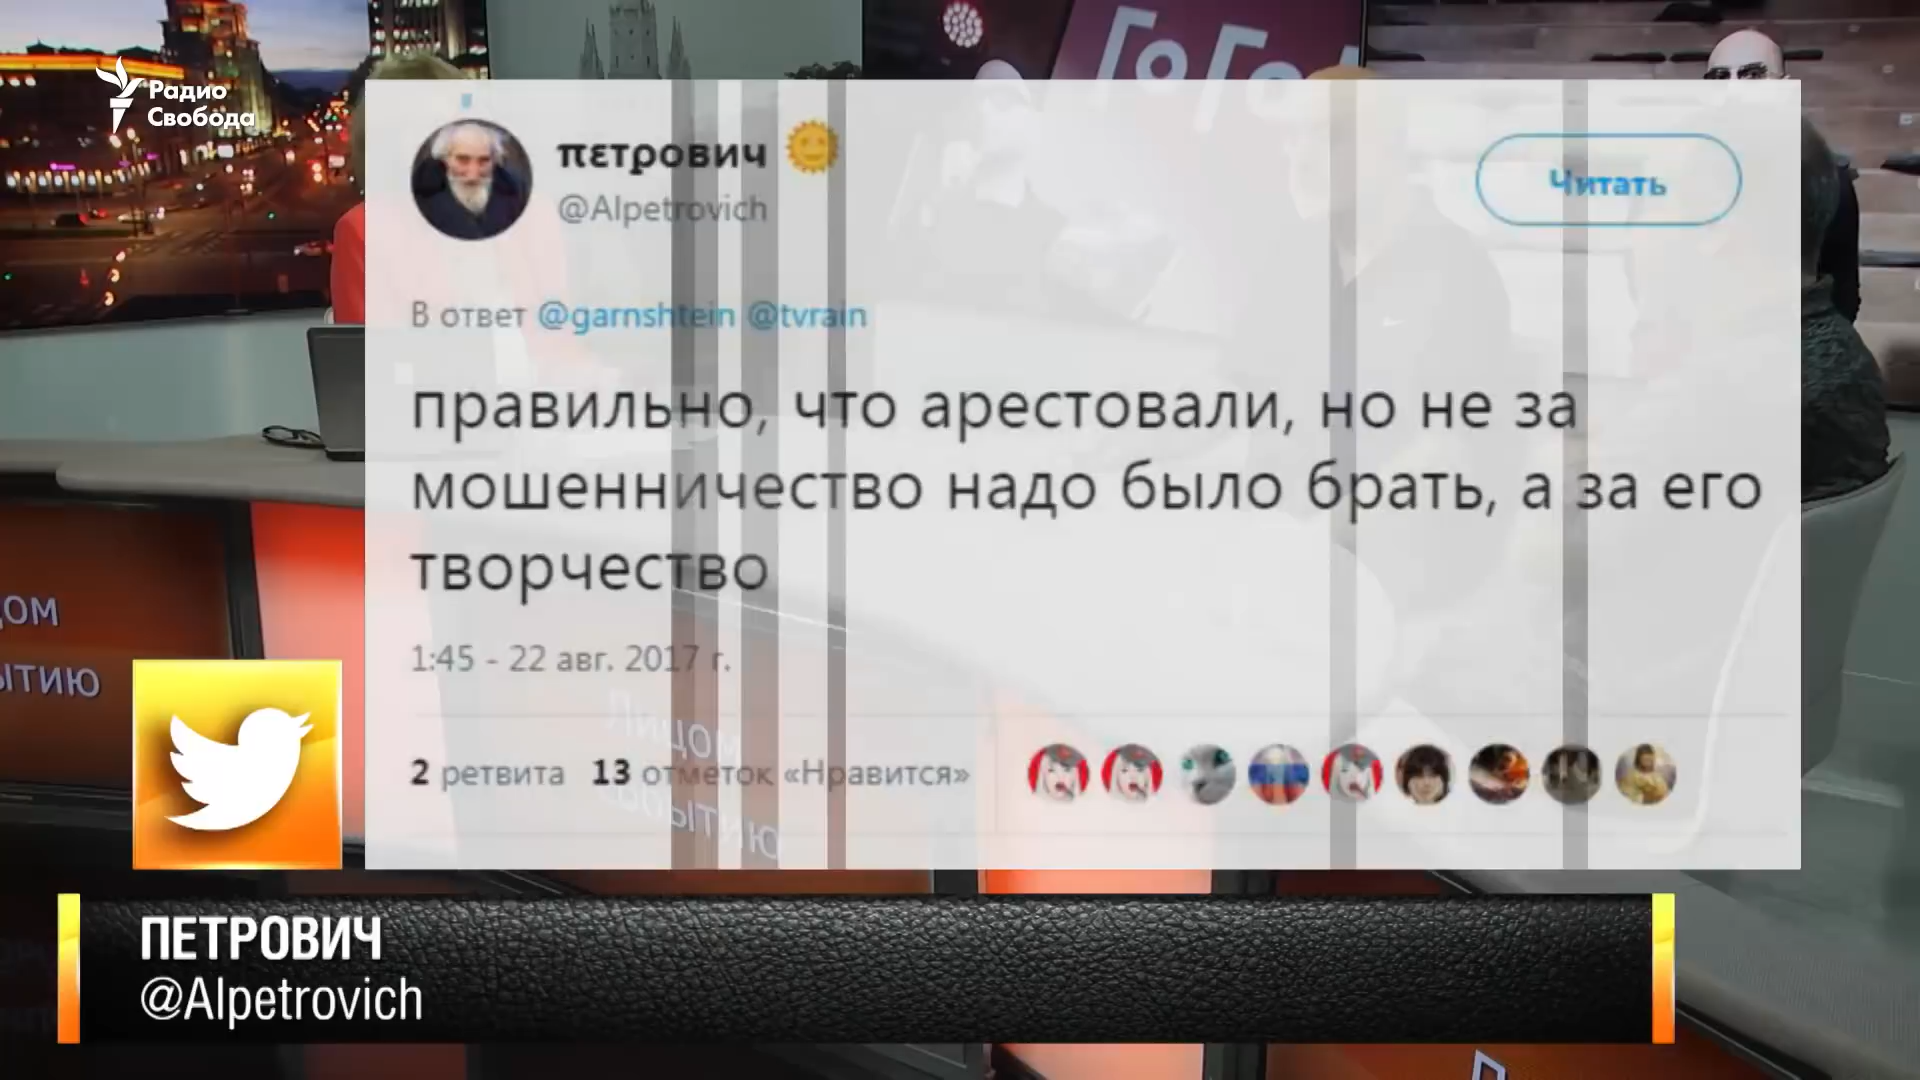 Радио
Свобода
ГОГОЛ
петрович
@Alpetrovich
Читать
В ответ @garnshtein @tvrain
правильно, что арестовали, но не за
мошенничество надо было брать, а за его
творчество
1:45 - 22 авг. 2017 г.
2 ретвита 13 отметок «Нравится»
ПЕТРОВИЧ
@Alpetrovich